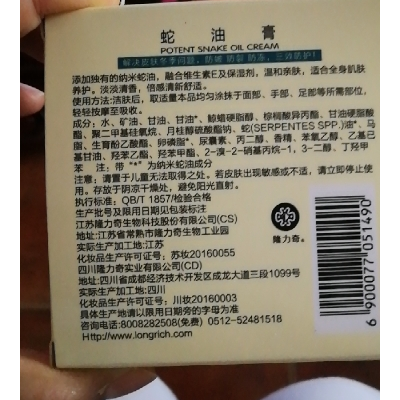 蛇油膏
POTENT SNAKE OIL CREAM
解决皮肤冬季问题,防皴 防裂 防冻,三效防护!
添加独有的纳米蛇油,融合维生素E及保湿剂,温和亲肤,适合全身肌肤
养护。淡淡清香,倍感清新舒适。
使用方法:洁肤后,取适量本品均匀涂抹于面部、手部、足部等所需部位,
轻轻按摩至吸收。
成分:水、矿油、甘油、甘油*、鲸蜡硬脂醇、棕榈酸异丙酯、甘油硬脂酸
酯、聚二甲基硅氧烷、月桂醇硫酸酯钠、蛇(SERPENTES SPP.)油*、马
脂、生育酚乙酸酯、卵磷脂*、尿囊素、丙二醇、香精、苯氧乙醇、乙基己
基甘油、羟苯乙酯、羟苯甲酯、2-溴-2-硝基丙烷-1,3-二醇、丁羟甲
苯 注:带"*"为纳米蛇油成分
注意:请置于儿童无法取得之处。若皮肤出现敏感或不适,请立即停
用。存放于阴凉干燥处,避免阳光直射。
执行标准:QB/T 1857/检验合格
生产批号及限用日期见包装标注
江苏隆力奇生物科技股份有限公司(CS)
江苏省常熟市隆力奇生物工业园
实际生产加工地:江苏
化妆品生产许可证号:苏妆20160055
四川隆力奇实业有限公司(CD)
四川省成都经济技术开发区成龙大道三段1099号
实际生产加工地:四川
化妆品生产许可证号:川妆20160003
具体生产地请以限用日期旁的字母为准
咨询电话:8008282508(免费) 0512-52481518
http://www.longrich.com
隆力奇
6 900077 051490